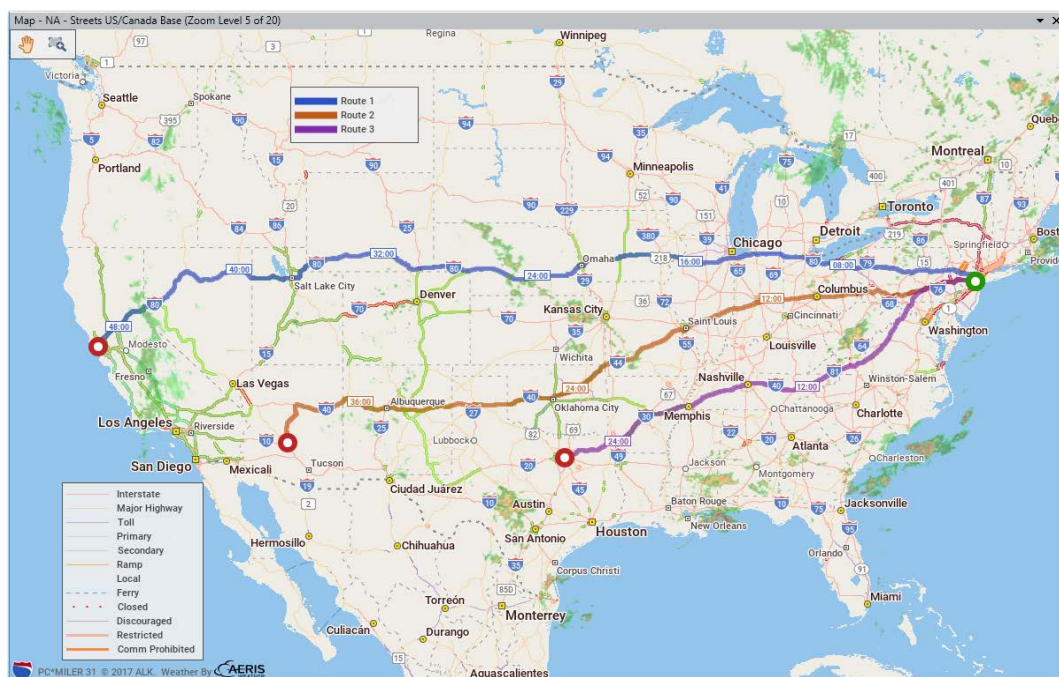 Map - NA - Streets US/Canada Base (Zoom Level 5 of 20)
Regina
Winnipeg
Victoria
Seattle
Spokane
Portland
Minneapolis
Montreal
Quebe
Toronto
Bost
Springfield
Provide
Route 1
Route 2
Route 3
Chicago
Detroit
Omaha
Salt Lake City
Denver
Kansas City
Saint Louis
Columbus
Cincinnati
Louisville
Washington
Modesto
Fresno
Las Vegas
Wichita
Nashville
Winston-Salem
Charlotte
Los Angeles
Riverside
Albuquerque
Oklahoma City
Memphis
Chattanooga
San Diego
Mexicali
Tucson
Lubbock
Atlanta
Charleston
Ciudad Juárez
Jackson
Montgomery
Austin
San Antonio
Houston
Baton Rouge
New Orleans
Jacksonville
Orlando
Miami
Hermosillo
Chihuahua
Corpus Christi
Torreón
Monterrey
Culiacán
Durango
Aguascalientes
48:00
40:00
32:00
24:00
16:00
08:00
36:00
24:00
12:00
24:00
12:00
Interstate
Major Highway
Toll
Primary
Secondary
Ramp
Local
Ferry
Closed
Discouraged
Restricted
Comm Prohibited
PC*MILER 31 © 2017 ALK. Weather By AERIS